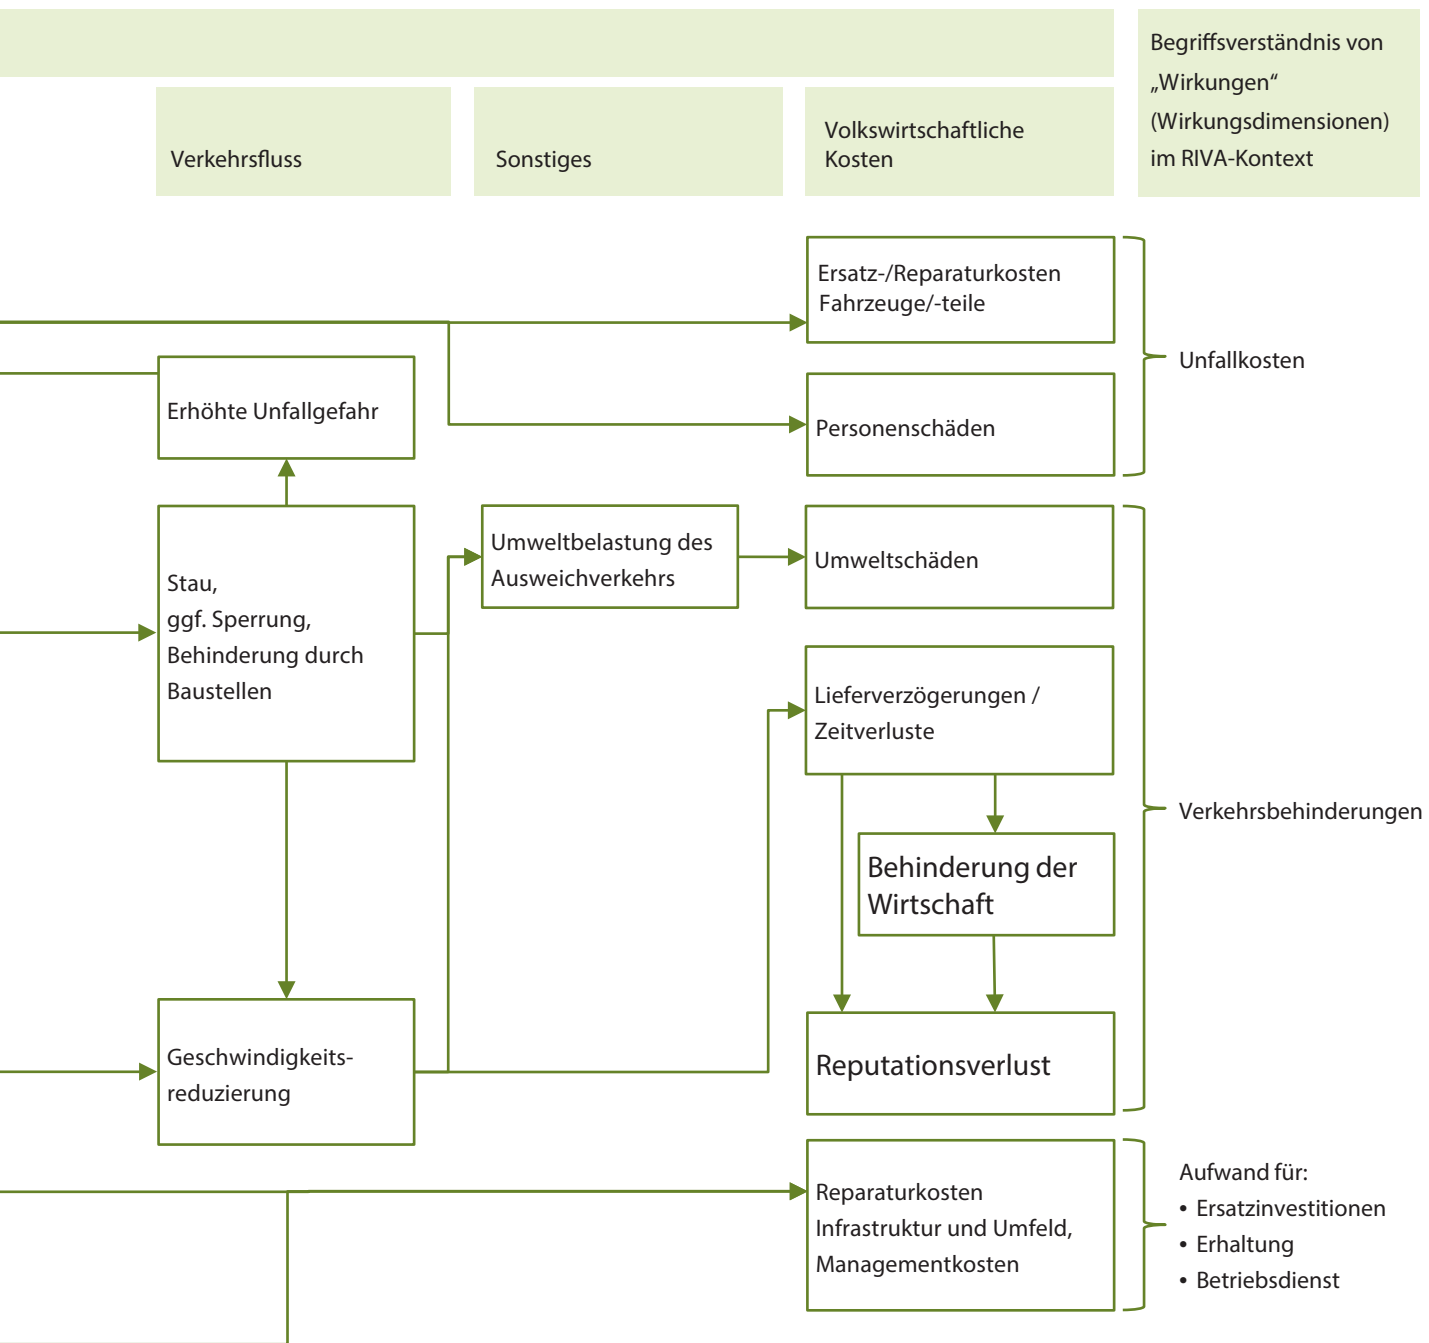 Begriffsverständnis von
„Wirkungen“
(Wirkungsdimensionen)
im RIVA-Kontext
Verkehrsfluss
Sonstiges
Volkswirtschaftliche
Kosten
Ersatz-/Reparaturkosten
Fahrzeuge/-teile
Unfallkosten
Erhöhte Unfallgefahr
Personenschäden
Stau,
ggf. Sperrung,
Behinderung durch
Baustellen
Umweltbelastung des
Ausweichverkehrs
Umweltschäden
Lieferverzögerungen /
Zeitverluste
Verkehrsbehinderungen
Behinderung der
Wirtschaft
Geschwindigkeits-
reduzierung
Reputationsverlust
Reparaturkosten
Infrastruktur und Umfeld,
Managementkosten
Aufwand für:
• Ersatzinvestitionen
• Erhaltung
• Betriebsdienst